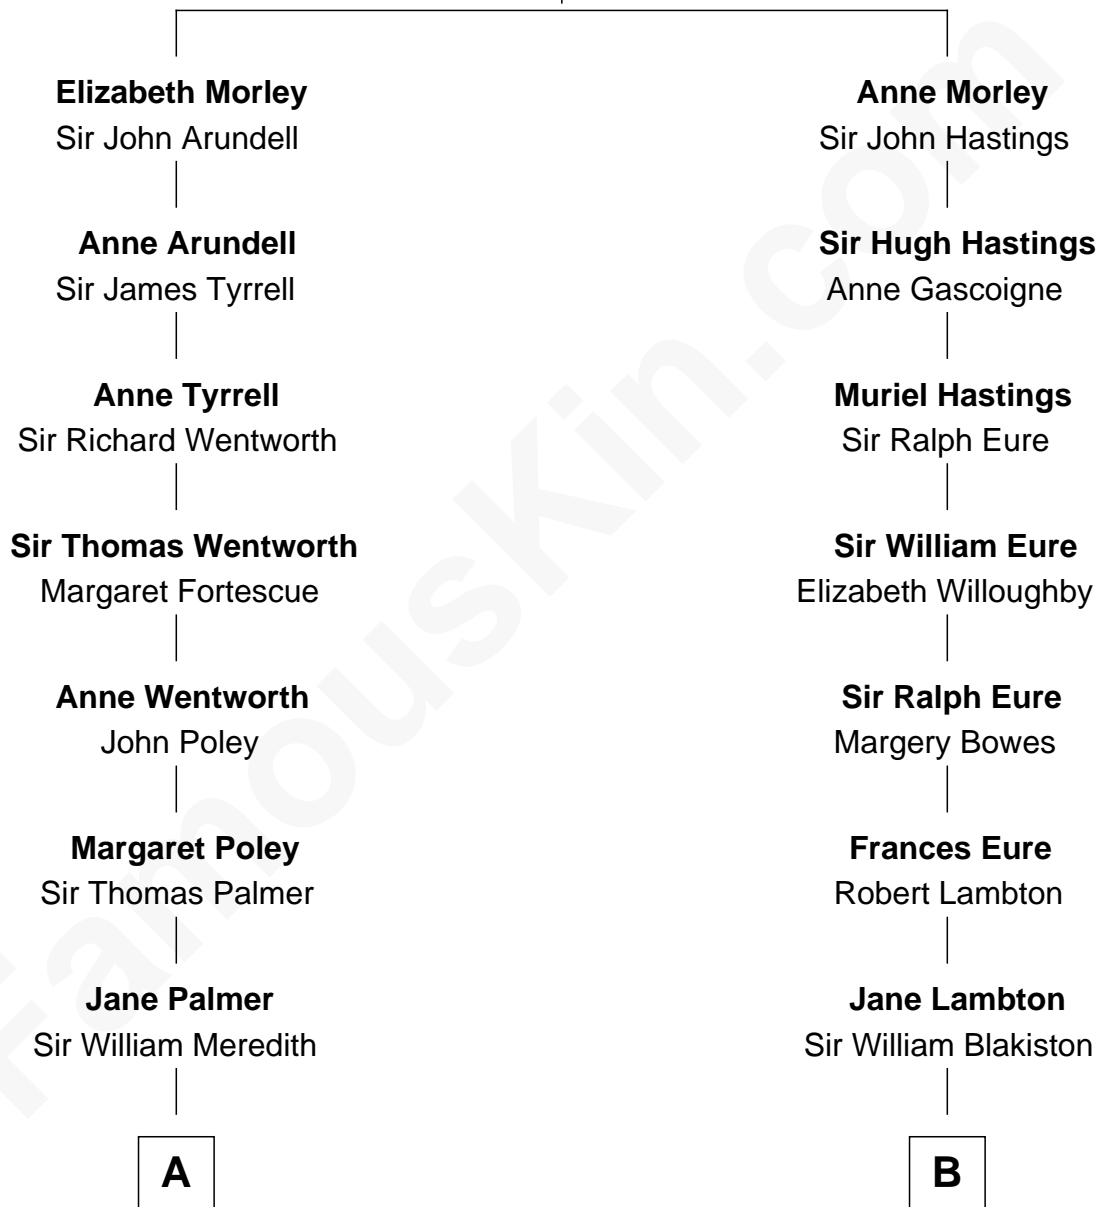 Elizabeth Morley
Sir John Arundell
Anne Arundell
Sir James Tyrrell
Anne Tyrrell
Sir Richard Wentworth
Sir Thomas Wentworth
Margaret Fortescue
Anne Wentworth
John Poley
Margaret Poley
Sir Thomas Palmer
Jane Palmer
Sir William Meredith
A
Anne Morley
Sir John Hastings
Sir Hugh Hastings
Anne Gascoigne
Muriel Hastings
Sir Ralph Eure
Sir William Eure
Elizabeth Willoughby
Sir Ralph Eure
Margery Bowes
Frances Eure
Robert Lambton
Jane Lambton
Sir William Blakiston
B
FamousKin.com